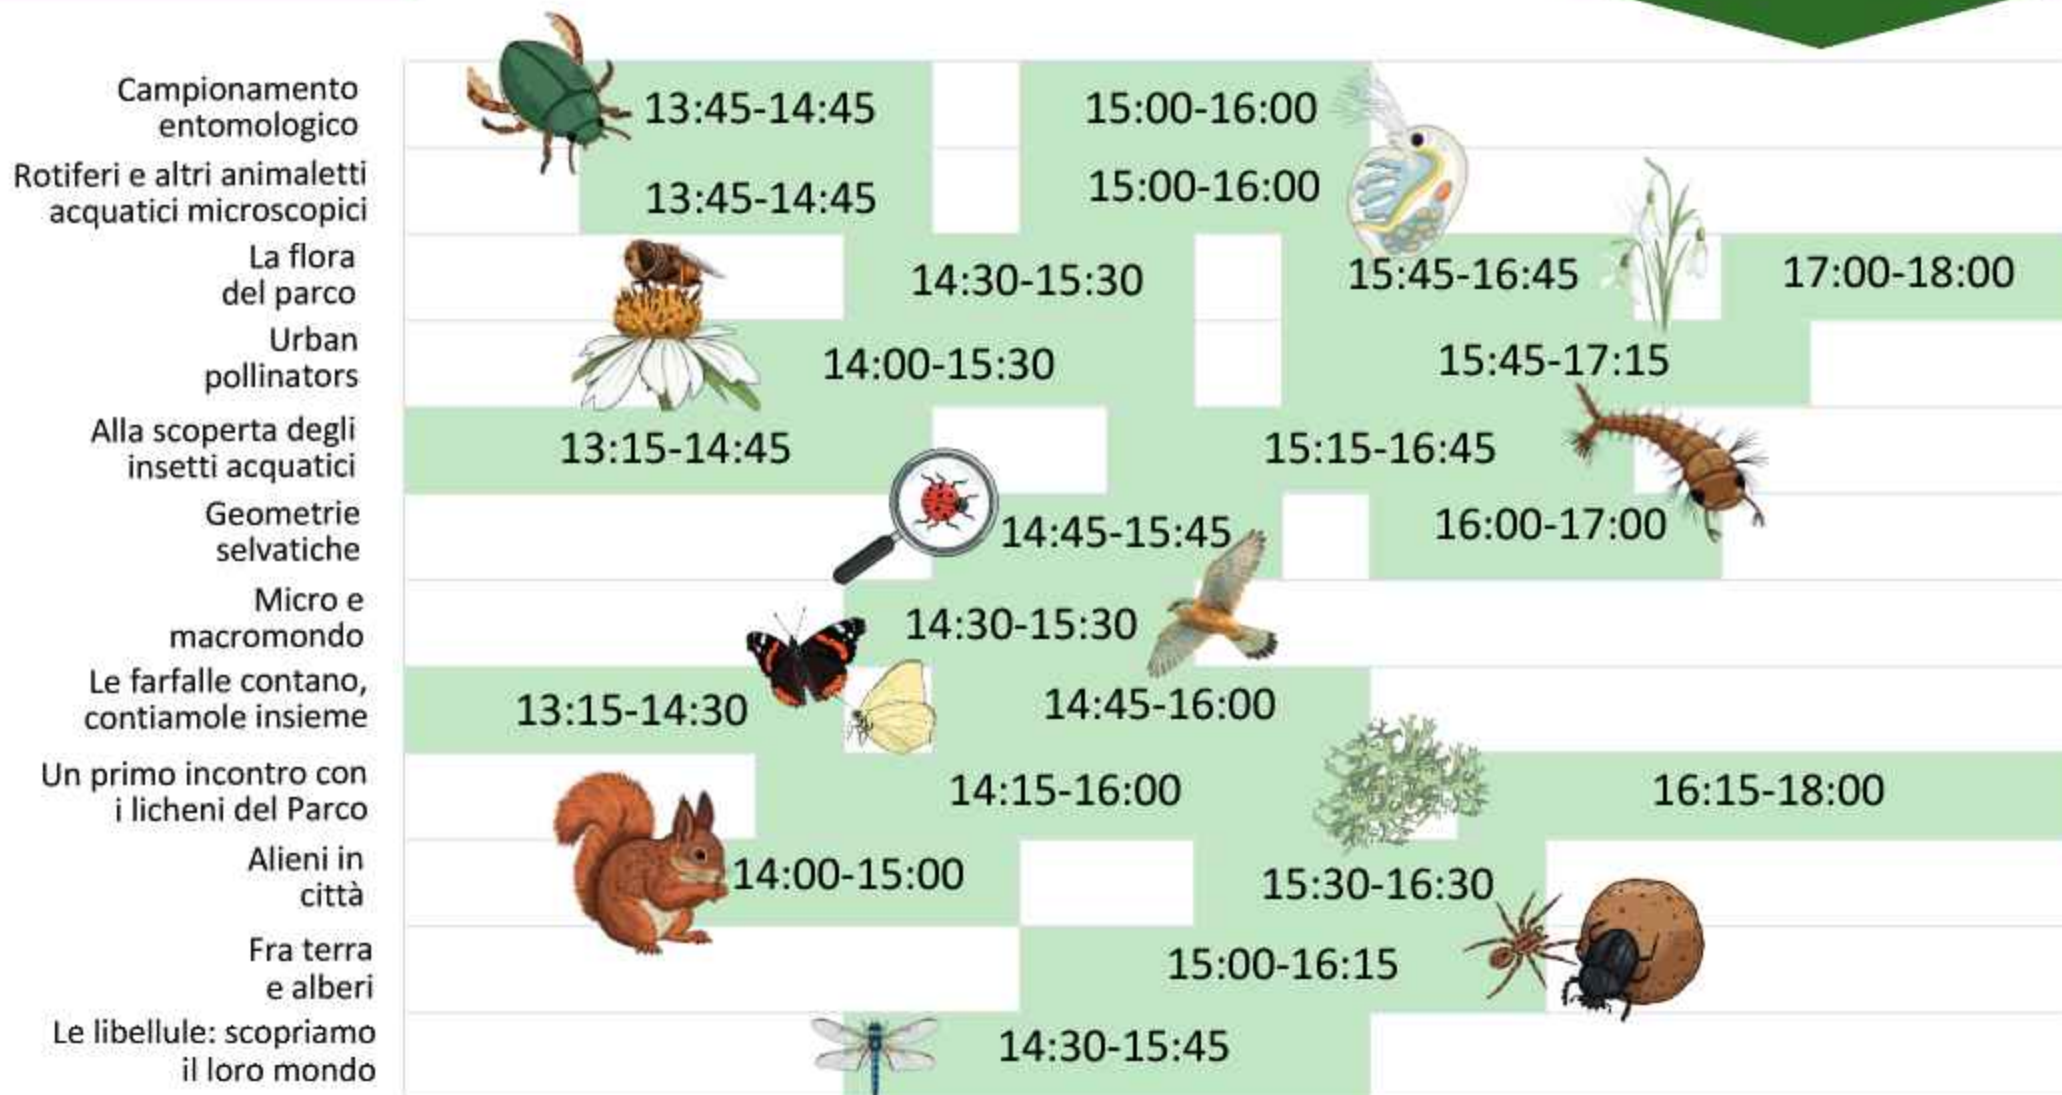 Campionamento
entomologico
13:45-14:45
15:00-16:00
Rotiferi e altri animaletti
acquatici microscopici
13:45-14:45
15:00-16:00
La flora
del parco
14:30-15:30
15:45-16:45
17:00-18:00
Urban
pollinators
14:00-15:30
15:45-17:15
Alla scoperta degli
insetti acquatici
13:15-14:45
15:15-16:45
Geometrie
selvatiche
14:45-15:45
16:00-17:00
Micro e
macromondo
14:30-15:30
Le farfalle contano,
contiamole insieme
13:15-14:30
14:45-16:00
Un primo incontro con
i licheni del Parco
14:15-16:00
16:15-18:00
Alieni in
città
14:00-15:00
15:30-16:30
Fra terra
e alberi
15:00-16:15
Le libellule: scopriamo
il loro mondo
14:30-15:45